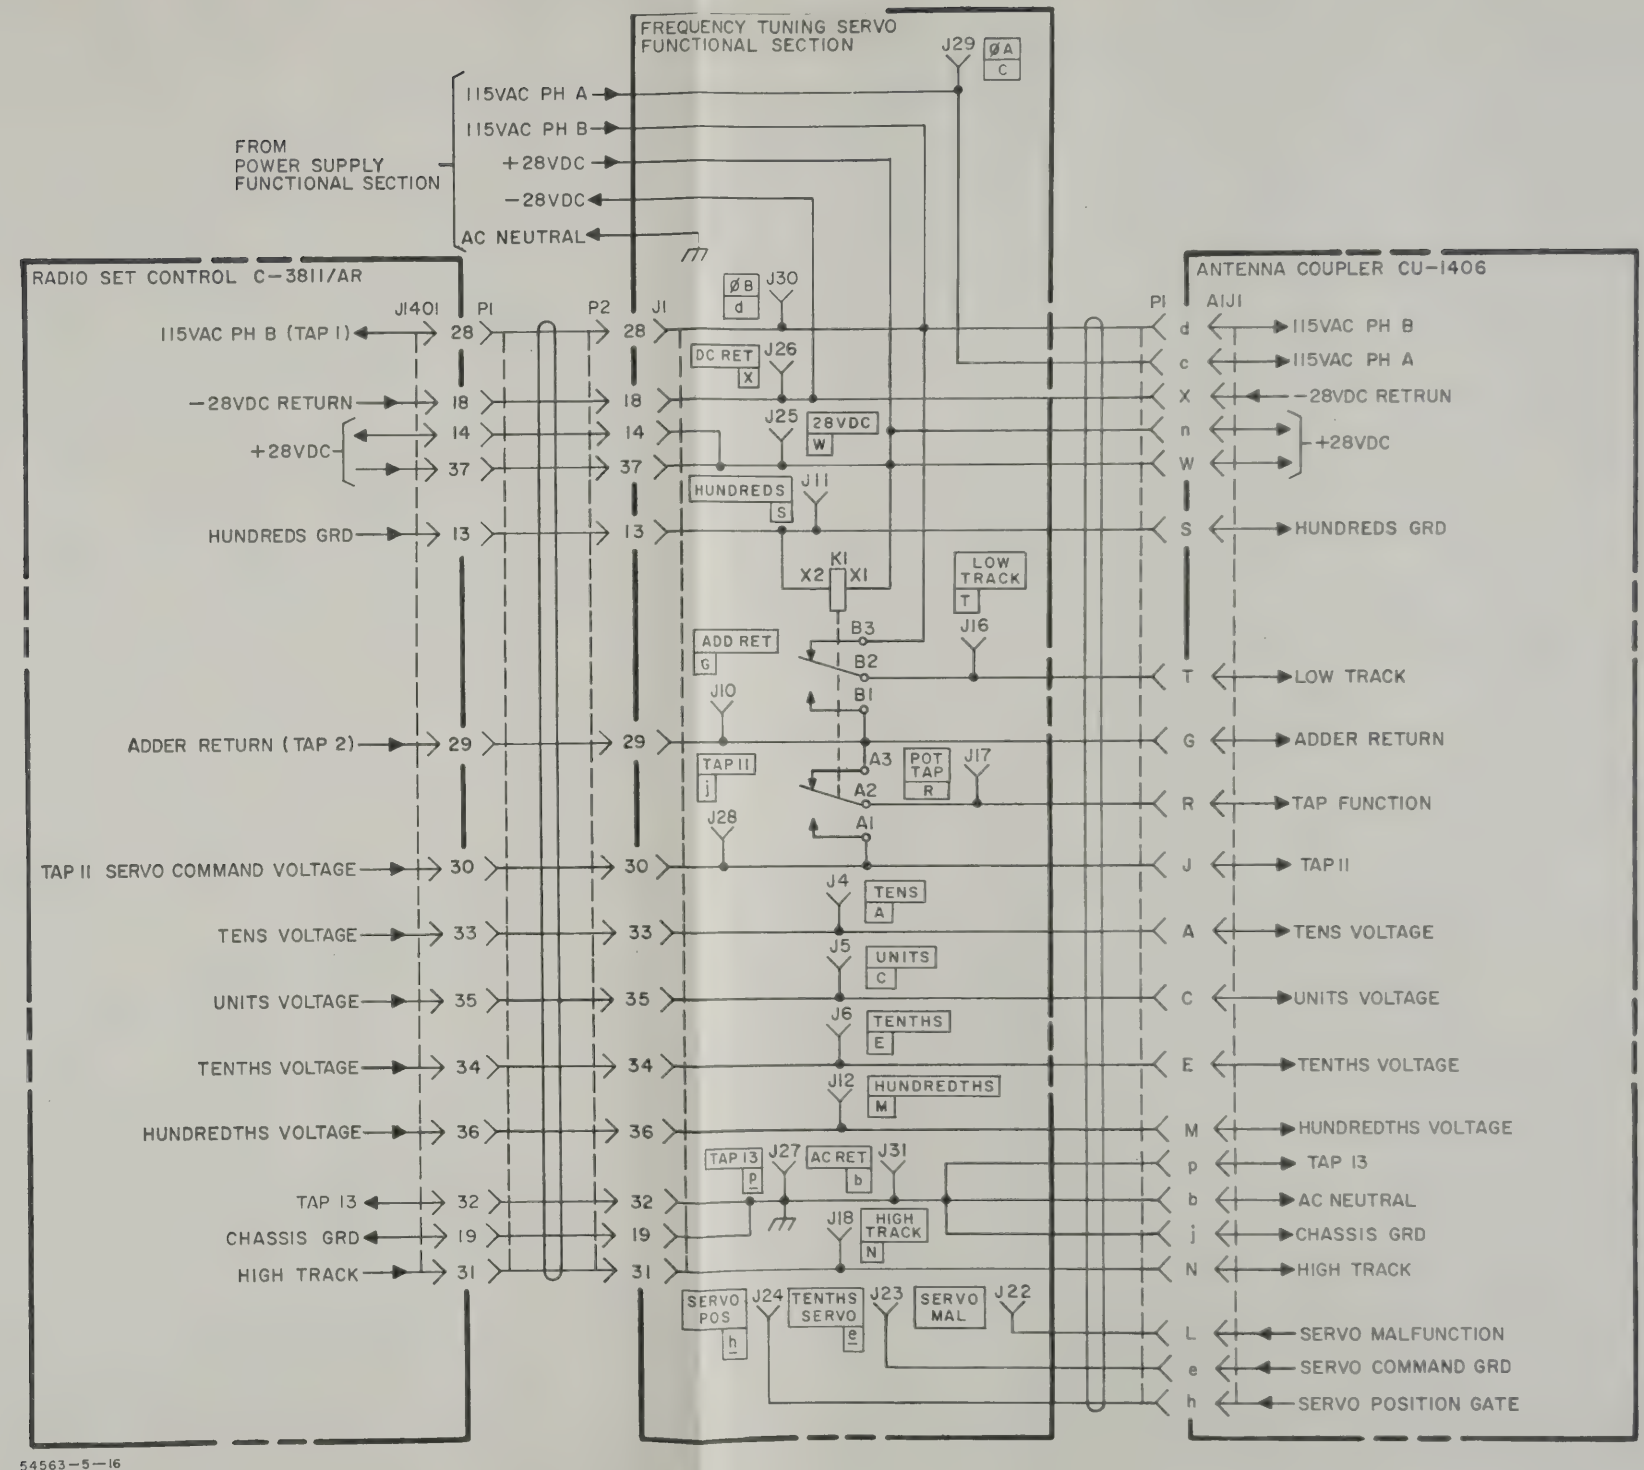 FREQUENCY TUNING SERVO
FUNCTIONAL SECTION
J29
ØA
C
115VAC PH A
115VAC PH B
+28VDC
-28VDC
AC NEUTRAL
FROM
POWER SUPPLY
FUNCTIONAL SECTION
RADIO SET CONTROL C-3811/AR
ANTENNA COUPLER CU-1406
J1401 P1 P2 J1
P1 A1J1
ØB
d
J30
115VAC PH B (TAP 1) 28 28 d 115VAC PH B
DC RET
X
J26
c 115VAC PH A
-28VDC RETURN 18 18 X -28VDC RETRUN
J25
28VDC
W
14 14 n
+28VDC +28VDC
37 37 W
HUNDREDS
S
J11
HUNDREDS GRD 13 13 S HUNDREDS GRD
K1
X2 X1
LOW
TRACK
T
J16
B3
ADD RET
G
B2
T LOW TRACK
J10
B1
ADDER RETURN (TAP 2) 29 29 G ADDER RETURN
TAP 11
j
A3
POT
TAP
R
J17
A2
R TAP FUNCTION
J28
A1
TAP 11 SERVO COMMAND VOLTAGE 30 30 J TAP 11
J4
TENS
A
TENS VOLTAGE 33 33 A TENS VOLTAGE
J5
UNITS
C
UNITS VOLTAGE 35 35 C UNITS VOLTAGE
J6
TENTHS
E
TENTHS VOLTAGE 34 34 E TENTHS VOLTAGE
J12
HUNDREDTHS
M
HUNDREDTHS VOLTAGE 36 36 M HUNDREDTHS VOLTAGE
TAP 13
p
J27
AC RET
b
J31
p TAP 13
TAP 13 32 32 b AC NEUTRAL
J18
HIGH
TRACK
N
CHASSIS GRD 19 19 j CHASSIS GRD
HIGH TRACK 31 31 N HIGH TRACK
SERVO
POS
h
J24
TENTHS
SERVO
e
J23
SERVO
MAL
J22
L SERVO MALFUNCTION
e SERVO COMMAND GRD
h SERVO POSITION GATE
54563-5-16